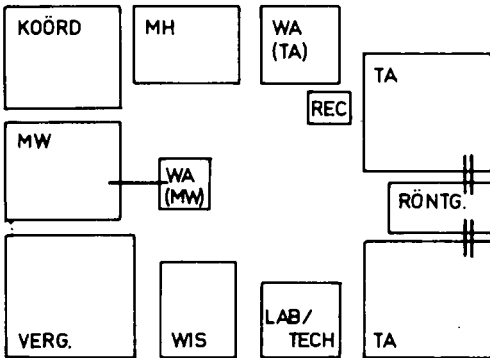 KOÖRD
MH
WA
(TA)
TA
REC
MW
WA
(MW)
RÖNTG.
VERG.
WIS
LAB/
TECH
TA